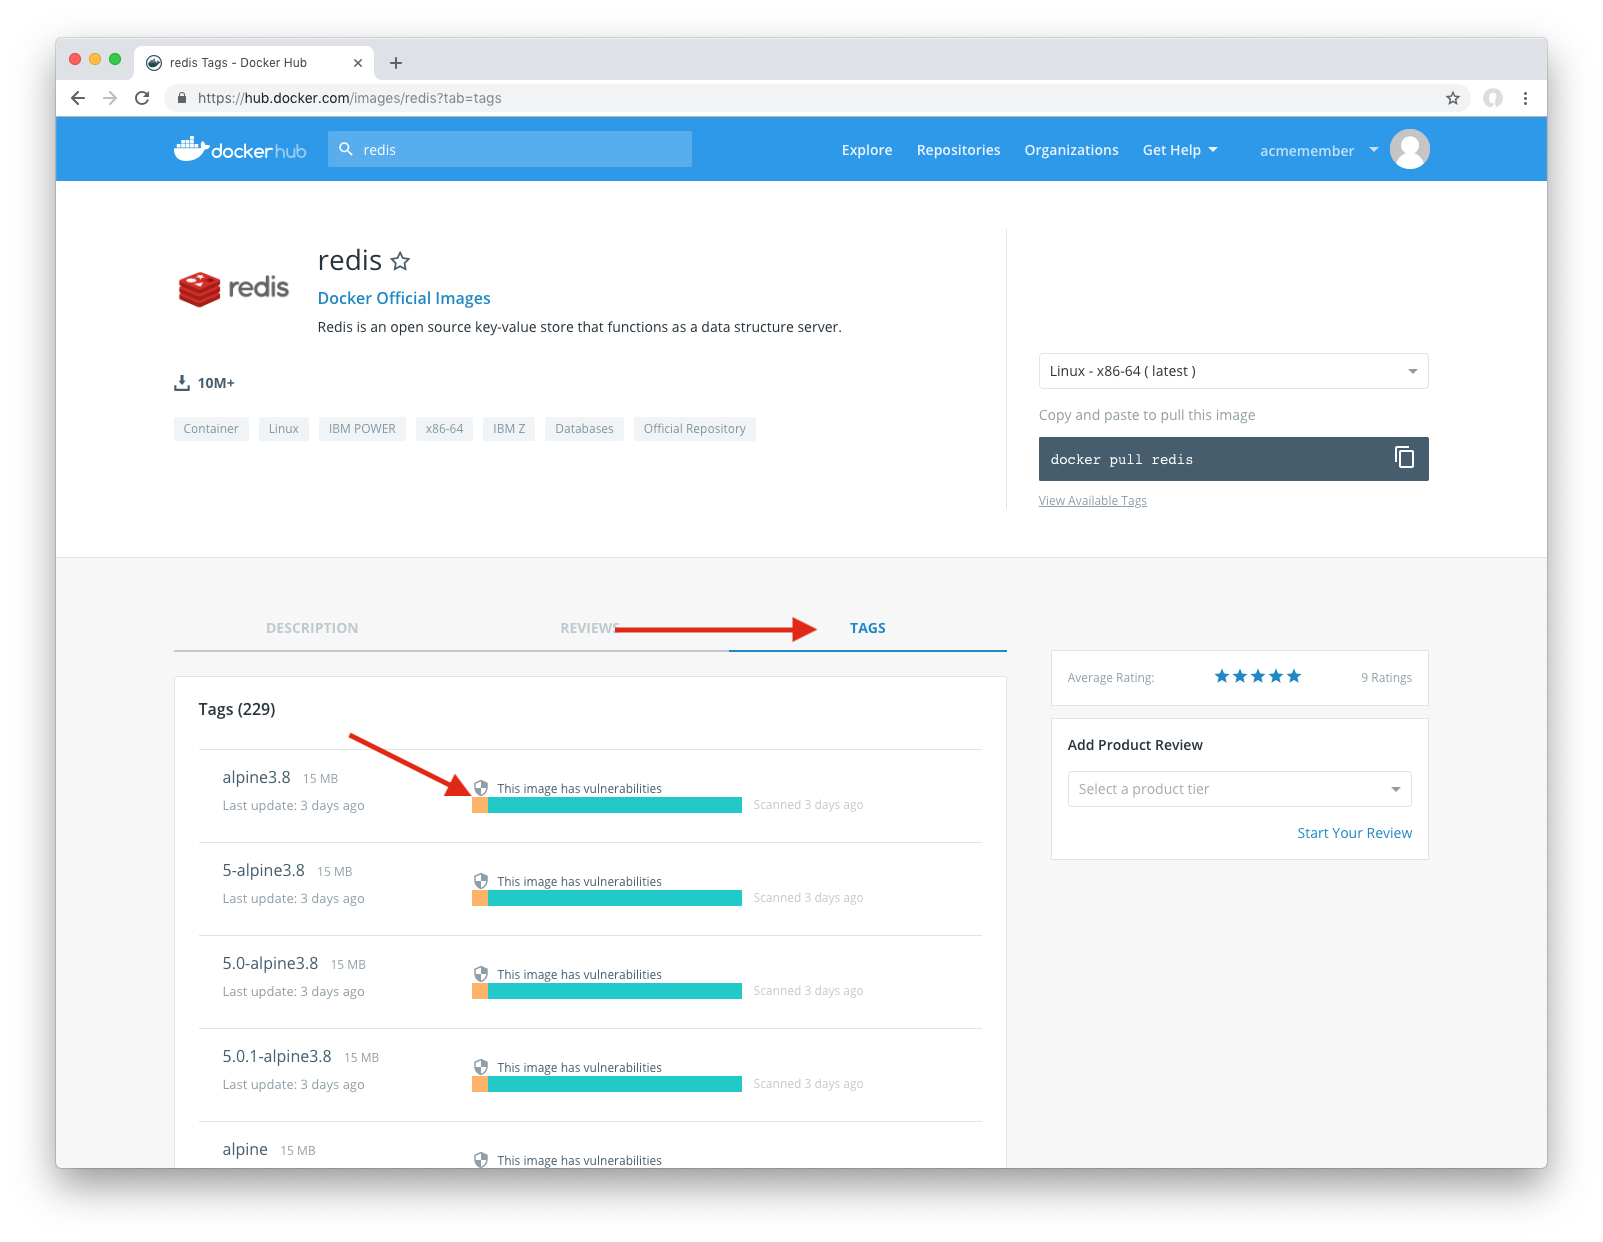 redis Tags - Docker Hub
https://hub.docker.com/images/redis?tab=tags
docker hub
redis
Explore
Repositories
Organizations
Get Help
acmemember
redis
redis
Docker Official Images
Redis is an open source key-value store that functions as a data structure server.
10M+
Container
Linux
IBM POWER
x86-64
IBM Z
Databases
Official Repository
Linux - x86-64 ( latest )
Copy and paste to pull this image
docker pull redis
View Available Tags
DESCRIPTION
REVIEWS
TAGS
Tags (229)
alpine3.8 15 MB
Last update: 3 days ago
This image has vulnerabilities
Scanned 3 days ago
5-alpine3.8 15 MB
Last update: 3 days ago
This image has vulnerabilities
Scanned 3 days ago
5.0-alpine3.8 15 MB
Last update: 3 days ago
This image has vulnerabilities
Scanned 3 days ago
5.0.1-alpine3.8 15 MB
Last update: 3 days ago
This image has vulnerabilities
Scanned 3 days ago
alpine 15 MB
This image has vulnerabilities
Average Rating:
9 Ratings
Add Product Review
Select a product tier
Start Your Review